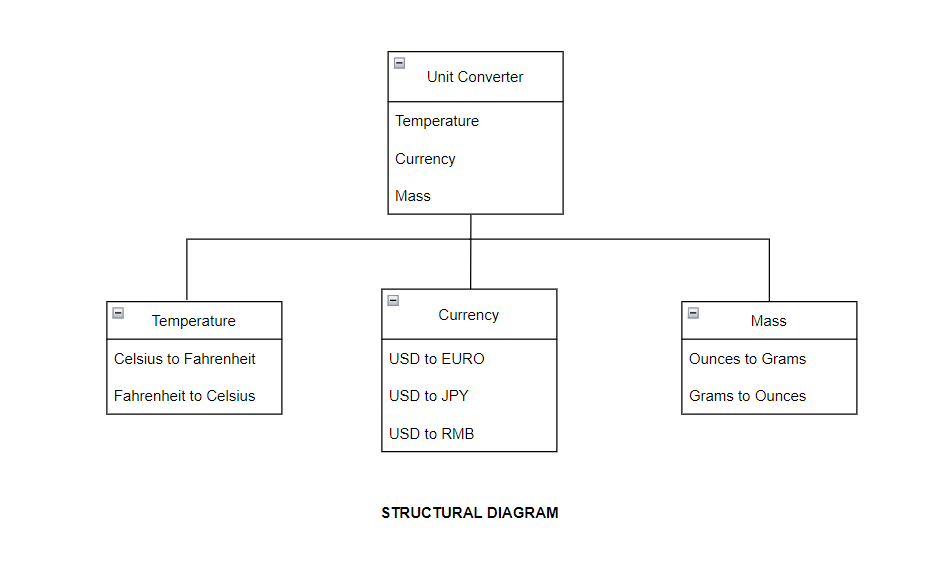 Unit Converter
Temperature
Currency
Mass
Temperature
Celsius to Fahrenheit
Fahrenheit to Celsius
Currency
USD to EURO
USD to JPY
USD to RMB
Mass
Ounces to Grams
Grams to Ounces
STRUCTURAL DIAGRAM